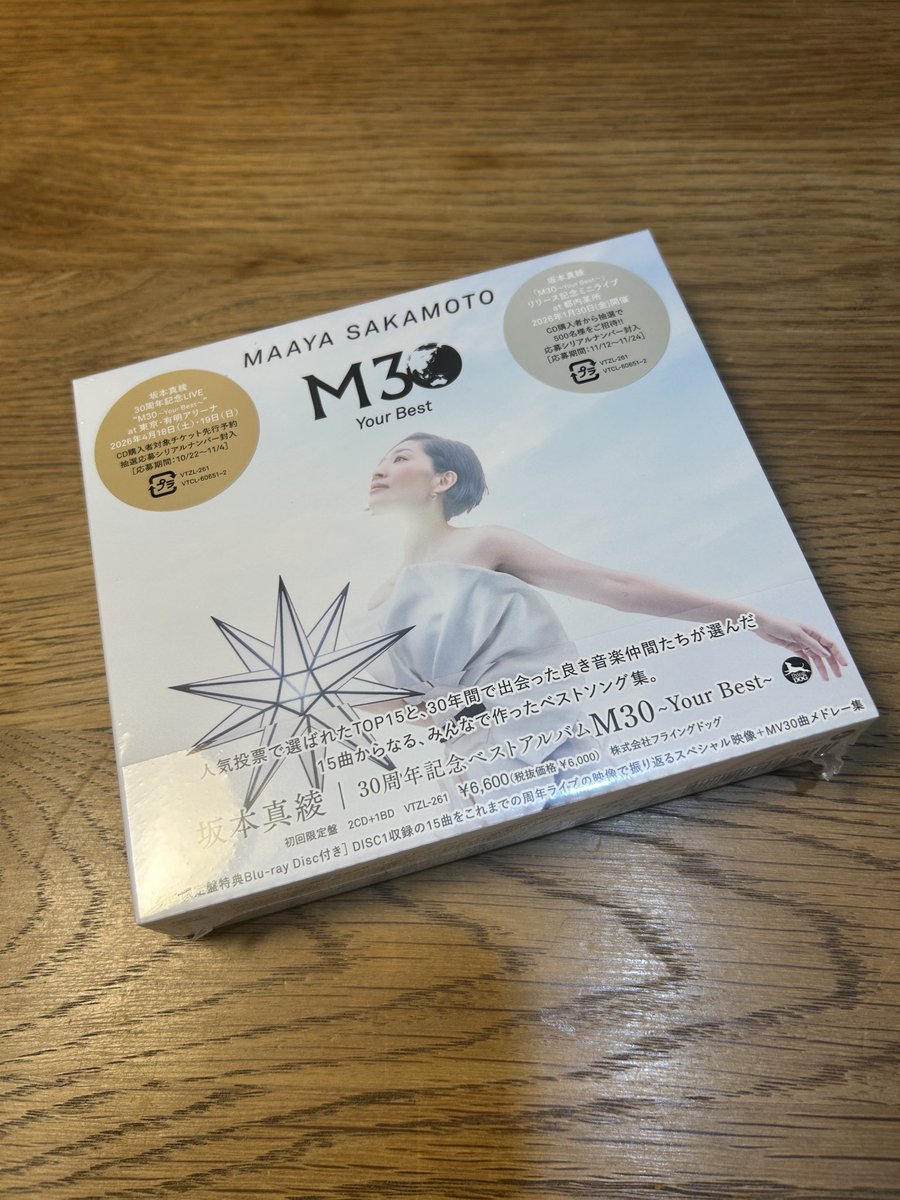 MAAYA SAKAMOTO
M30
Your Best
坂本真綾
30周年記念LIVE
"M30~Your Best~"
at 東京・有明アリーナ
2026年4月18日(土)・19日(日)
CD購入者対象チケット先行予約
抽選応募シリアルナンバー封入
[応募期間:10/22~11/4]
プラ
VTZL-261
VTCL-60651~2
坂本真綾
「M30~Your Best~」
リリース記念ミニライブ
at 都内某所
2026年1月30日(金)開催
CD購入者から抽選で
500名様をご招待!!
応募シリアルナンバー封入
[応募期間:11/12~11/24]
プラ
VTZL-261
VTCL-60651~2
人気投票で選ばれたTOP15と、30年間で出会った良き音楽仲間たちが選んだ
15曲からなる、みんなで作ったベストソング集。
坂本真綾|30周年記念ベストアルバムM30~Your Best~
初回限定盤 2CD+1BD VTZL-261 ¥6,600(税抜価格 ¥6,000) 株式会社フライングドッグ
定盤特典Blu-ray Disc付き] DISC1収録の15曲をこれまでの周年ライブの映像で振り返るスペシャル映像+MV30曲メドレー集